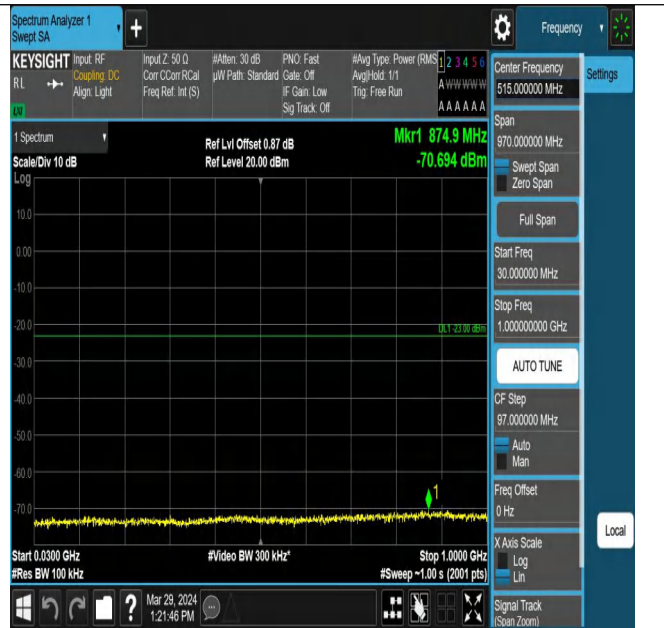 Spectrum Analyzer 1
Swept SA
Frequency
KEYSIGHT
RL
Input: RF
Coupling: DC
Align: Light
Input Z: 50 Ω
Corr CCorr RCal
Freq Ref: Int (S)
#Atten: 30 dB
µW Path: Standard
PNO: Fast
Gate: Off
IF Gain: Low
Sig Track: Off
#Avg Type: Power (RMS
Avg|Hold: 1/1
Trig: Free Run
1 2 3 4 5 6
A W W W W W
A A A A A A
1 Spectrum
Scale/Div 10 dB
Ref Lvl Offset 0.87 dB
Ref Level 20.00 dBm
Mkr1 874.9 MHz
-70.694 dBm
Log
10.0
0.00
-10.0
-20.0
DL1 -23.00 dBm
-30.0
-40.0
-50.0
-60.0
-70.0
1
Start 0.0300 GHz
#Res BW 100 kHz
#Video BW 300 kHz*
Stop 1.0000 GHz
#Sweep ~1.00 s (2001 pts)
Mar 29, 2024
1:21:46 PM
?
Center Frequency
515.000000 MHz
Settings
Span
970.000000 MHz
Swept Span
Zero Span
Full Span
Start Freq
30.000000 MHz
Stop Freq
1.000000000 GHz
AUTO TUNE
CF Step
97.000000 MHz
Auto
Man
Freq Offset
0 Hz
X Axis Scale
Log
Lin
Local
Signal Track
(Span Zoom)